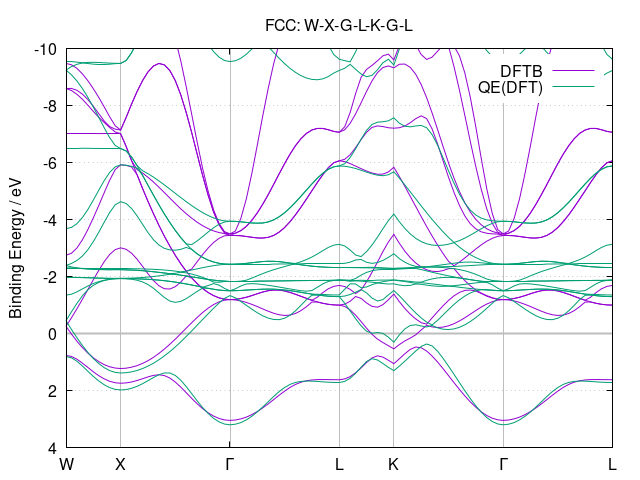 FCC: W-X-G-L-K-G-L
DFTB
QE(DFT)
Binding Energy / eV
-10
-8
-6
-4
-2
0
2
4
W X Γ L K Γ L